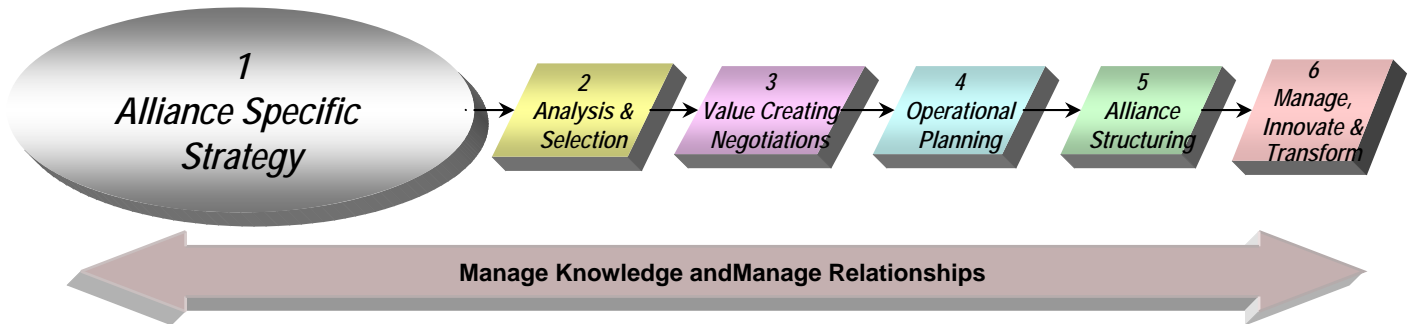 1
Alliance Specific
Strategy
2
Analysis &
Selection
3
Value Creating
Negotiations
4
Operational
Planning
5
Alliance
Structuring
6
Manage,
Innovate &
Transform
Manage Knowledge andManage Relationships